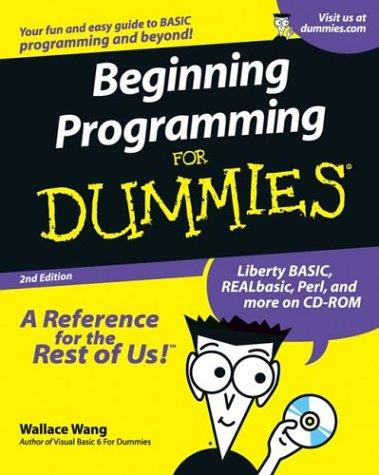 Your fun and easy guide to BASIC
programming and beyond!
Visit us at
dummies.com
Beginning
Programming
FOR
DUMMIES®
2nd Edition
Liberty BASIC,
REALbasic, Perl, and
more on CD-ROM
A Reference
for the
Rest of Us!™
Wallace Wang
Author of Visual Basic 6 For Dummies